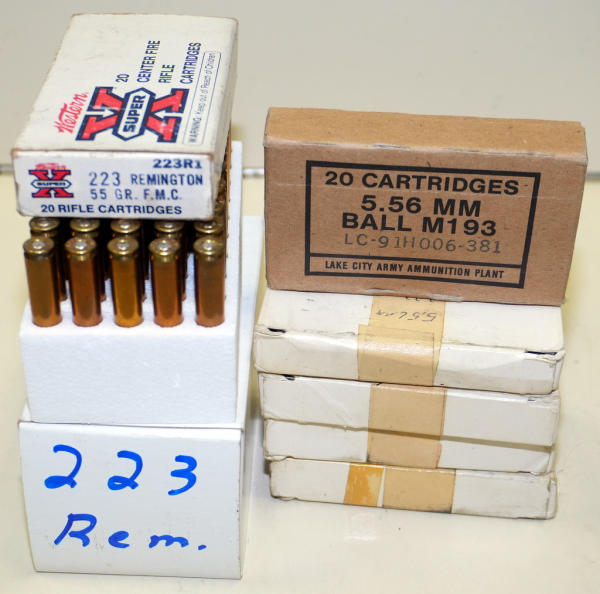 Western
SUPER
X
20
CENTER FIRE
RIFLE
CARTRIDGES
WARNING: Keep out of Reach of Children
223R1
SUPER
X
223 REMINGTON
55 GR. F.M.C.
20 RIFLE CARTRIDGES
223
Rem.
20 CARTRIDGES
5.56 MM
BALL M193
LC-91H006-381
LAKE CITY ARMY AMMUNITION PLANT